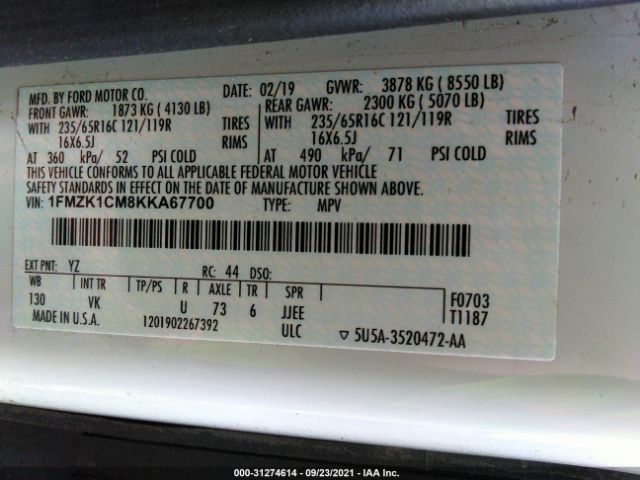 MFD. BY FORD MOTOR CO. DATE: 02/19 GVWR: 3878 KG ( 8550 LB)
FRONT GAWR: 1873 KG ( 4130 LB) REAR GAWR: 2300 KG ( 5070 LB)
WITH 235/65R16C 121/119R TIRES WITH 235/65R16C 121/119R TIRES
16X6.5J RIMS 16X6.5J RIMS
AT 360 kPa/ 52 PSI COLD AT 490 kPa/ 71 PSI COLD
THIS VEHICLE CONFORMS TO ALL APPLICABLE FEDERAL MOTOR VEHICLE
SAFETY STANDARDS IN EFFECT ON THE DATE OF MANUFACTURE SHOWN ABOVE.
VIN: 1FMZK1CM8KKA67700 TYPE: MPV
EXT PNT: YZ RC: 44 DSO:
WB INT TR TP/PS R AXLE TR SPR F0703
130 VK U 73 6 JJEE T1187
MADE IN U.S.A. 1201902267392 ULC ▽ 5U5A-3520472-AA
000-31274614 - 09/23/2021 - IAA Inc.